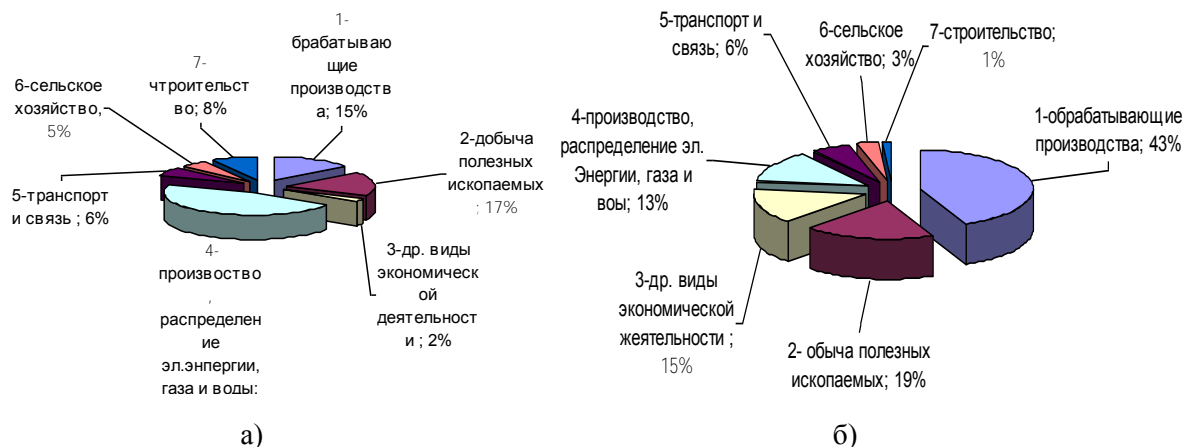 1-
брабатываю
щие
производств
а; 15%
7-
чтроительст
во; 8%
6-сельское
хозяйство,
5%
2-добыча
полезных
ископаемых
; 17%
5-транспорт
и связь ; 6%
4-
произвоство
,
распределен
ие
эл.энпергии,
газа и воды:
3-др. виды
экономическ
ой
деятельност
и ; 2%
а)
5-транспорт и
связь; 6%
6-сельское
хозяйство; 3%
7-строительство;
1%
4-производство,
распределение эл.
Энергии, газа и
воы; 13%
1-обрабатывающие
производства; 43%
3-др. виды
экономической
жеятельности ;
15%
2- обыча полезных
ископаемых; 19%
б)